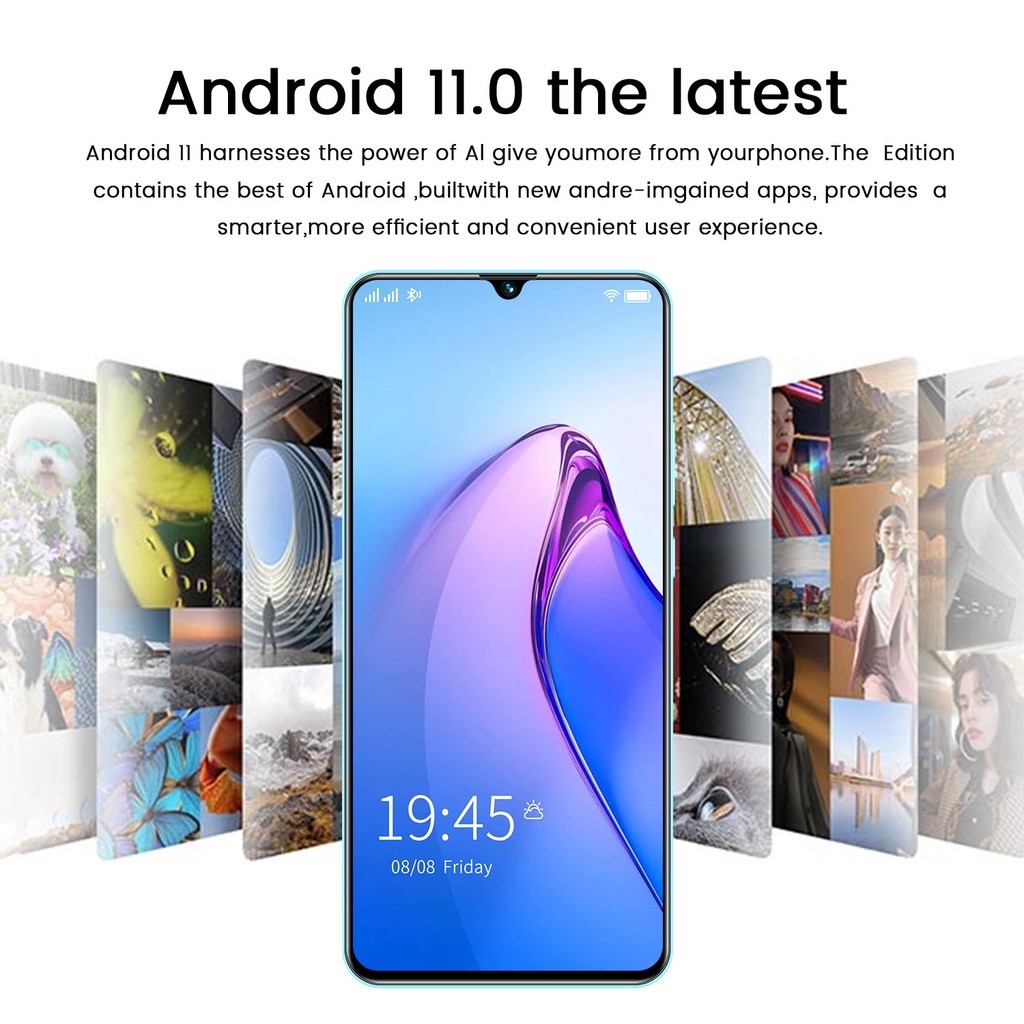 Android 11.0 the latest
Android 11 harnesses the power of Al give youmore from yourphone.The Edition
contains the best of Android ,builtwith new andre-imgained apps, provides a
smarter,more efficient and convenient user experience.
19:45
08/08 Friday